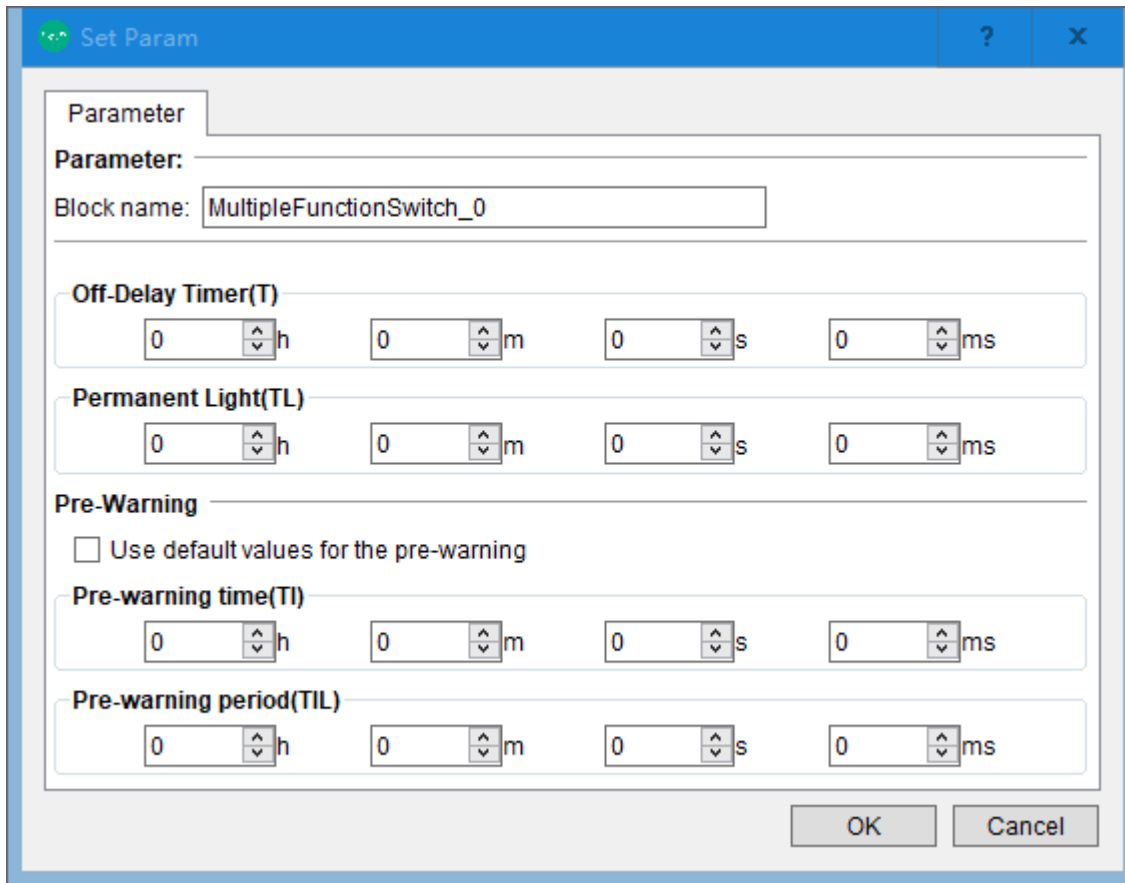 Set Param ? x
Parameter
Parameter:
Block name: MultipleFunctionSwitch_0
Off-Delay Timer(T)
0 h 0 m 0 s 0 ms
Permanent Light(TL)
0 h 0 m 0 s 0 ms
Pre-Warning
Use default values for the pre-warning
Pre-warning time(TI)
0 h 0 m 0 s 0 ms
Pre-warning period(TIL)
0 h 0 m 0 s 0 ms
OK Cancel